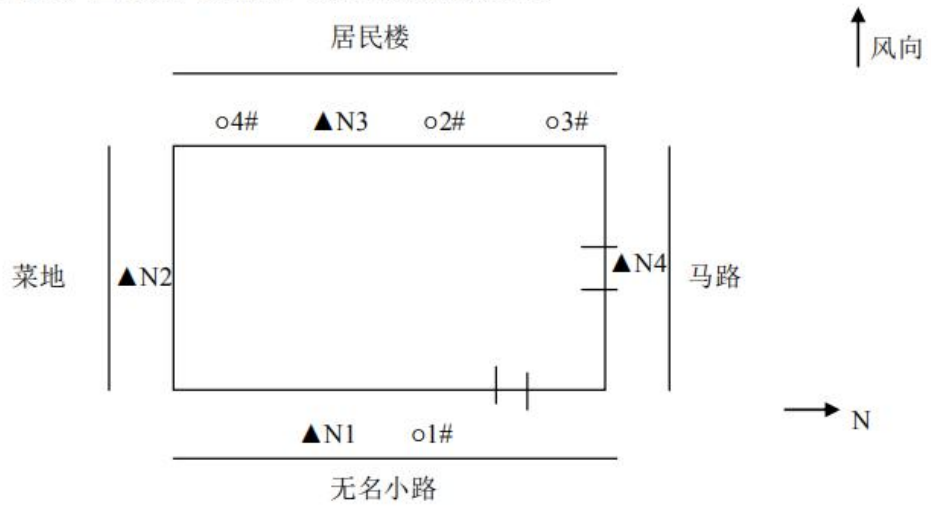 居民楼
风向
○4# ▲N3 ○2# ○3#
菜地 ▲N2 ▲N4 马路
N
▲N1 ○1#
无名小路